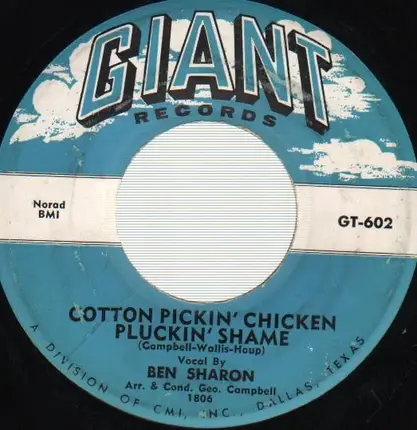 GIANT
RECORDS
Norad
BMI
GT-602
COTTON PICKIN' CHICKEN
PLUCKIN' SHAME
(Campbell-Wallis-Houp)
Vocal By
BEN SHARON
Arr. & Cond. Geo. Campbell
1806
A DIVISION OF CMI, INC., DALLAS, TEXAS